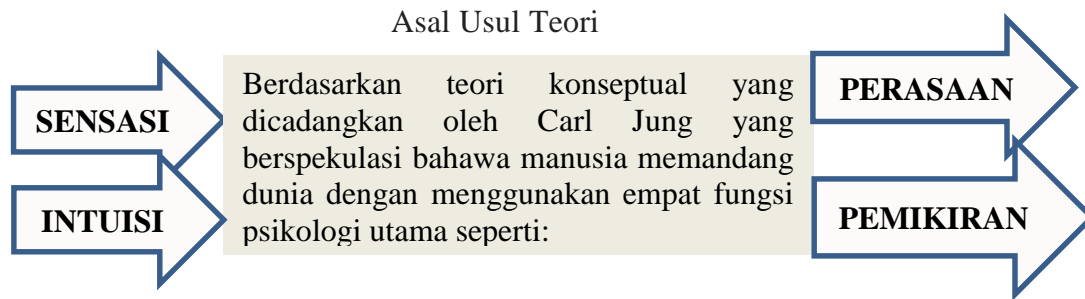 Asal Usul Teori
SENSASI
INTUISI
Berdasarkan teori konseptual yang
dicadangkan oleh Carl Jung yang
berspekulasi bahawa manusia memandang
dunia dengan menggunakan empat fungsi
psikologi utama seperti:
PERASAAN
PEMIKIRAN